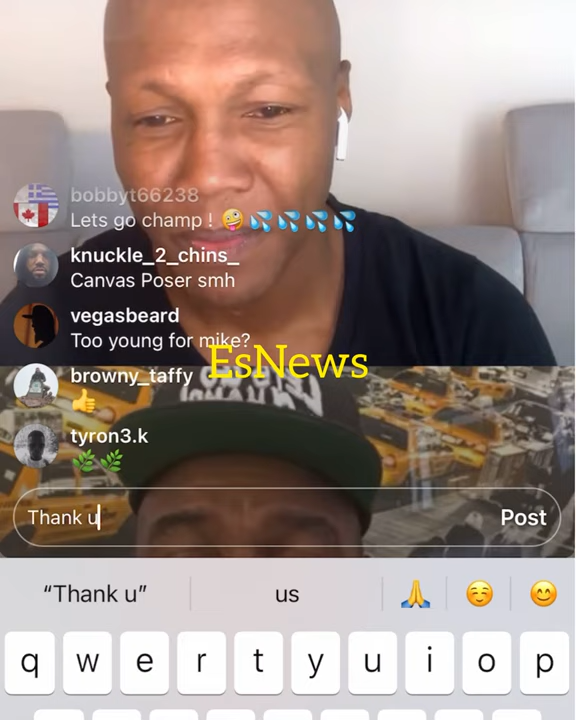 bobbyt66238
Lets go champ ! 🤪💦💦💦💦
knuckle_2_chins_
Canvas Poser smh
vegasbeard
Too young for mike?
EsNews
browny_taffy
👍
tyron3.k
🌿🌿
Thank u
Post
“Thank u”
us
🙏 ☺️ 😊
q w e r t y u i o p